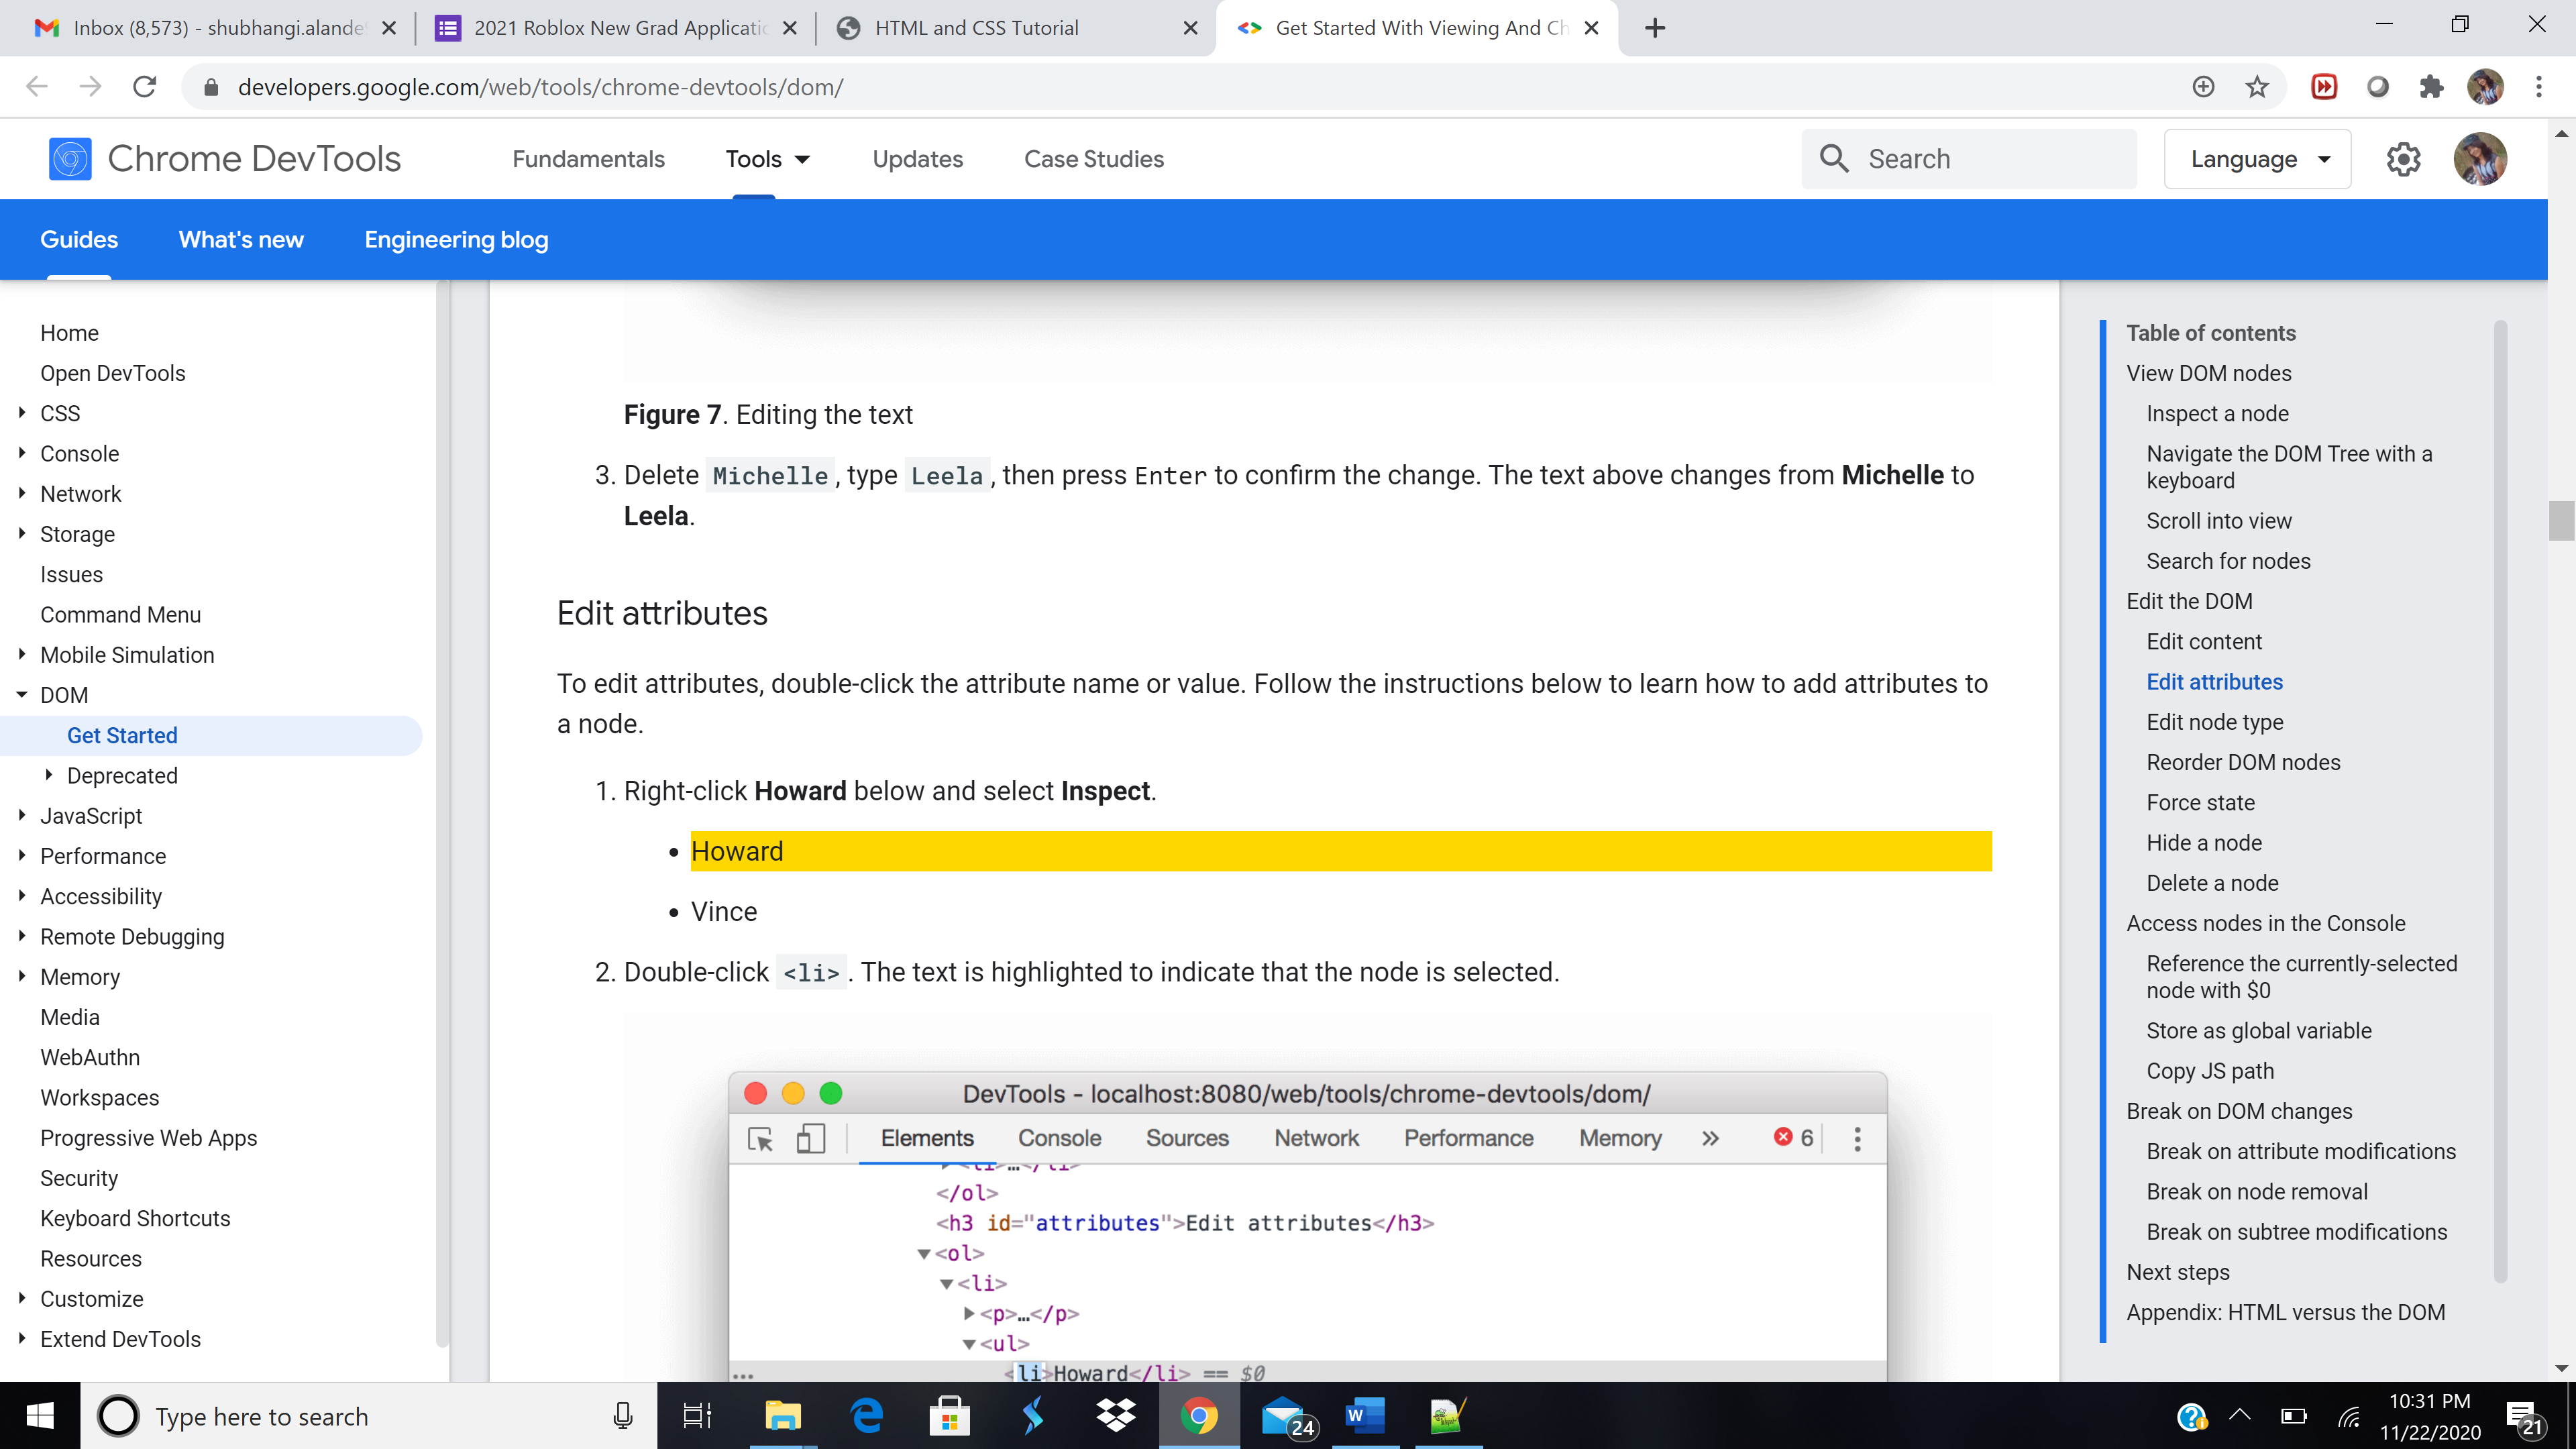 Inbox (8,573) - shubhangi.alande
2021 Roblox New Grad Applicatio
HTML and CSS Tutorial
Get Started With Viewing And Ch
developers.google.com/web/tools/chrome-devtools/dom/
Chrome DevTools
Fundamentals
Tools
Updates
Case Studies
Search
Language
Guides
What's new
Engineering blog
Home
Open DevTools
CSS
Console
Network
Storage
Issues
Command Menu
Mobile Simulation
DOM
Get Started
Deprecated
JavaScript
Performance
Accessibility
Remote Debugging
Memory
Media
WebAuthn
Workspaces
Progressive Web Apps
Security
Keyboard Shortcuts
Resources
Customize
Extend DevTools
Figure 7. Editing the text
3. Delete Michelle, type Leela, then press Enter to confirm the change. The text above changes from Michelle to
Leela.
Edit attributes
To edit attributes, double-click the attribute name or value. Follow the instructions below to learn how to add attributes to
a node.
1. Right-click Howard below and select Inspect.
• Howard
• Vince
2. Double-click <li>. The text is highlighted to indicate that the node is selected.
DevTools - localhost:8080/web/tools/chrome-devtools/dom/
Elements
Console
Sources
Network
Performance
Memory
»
6
<li>…</li>
</ol>
<h3 id="attributes">Edit attributes</h3>
<ol>
<li>
<p>…</p>
<ul>
<li>Howard</li> == $0
Table of contents
View DOM nodes
Inspect a node
Navigate the DOM Tree with a
keyboard
Scroll into view
Search for nodes
Edit the DOM
Edit content
Edit attributes
Edit node type
Reorder DOM nodes
Force state
Hide a node
Delete a node
Access nodes in the Console
Reference the currently-selected
node with $0
Store as global variable
Copy JS path
Break on DOM changes
Break on attribute modifications
Break on node removal
Break on subtree modifications
Next steps
Appendix: HTML versus the DOM
Type here to search
24
W
10:31 PM
11/22/2020
21